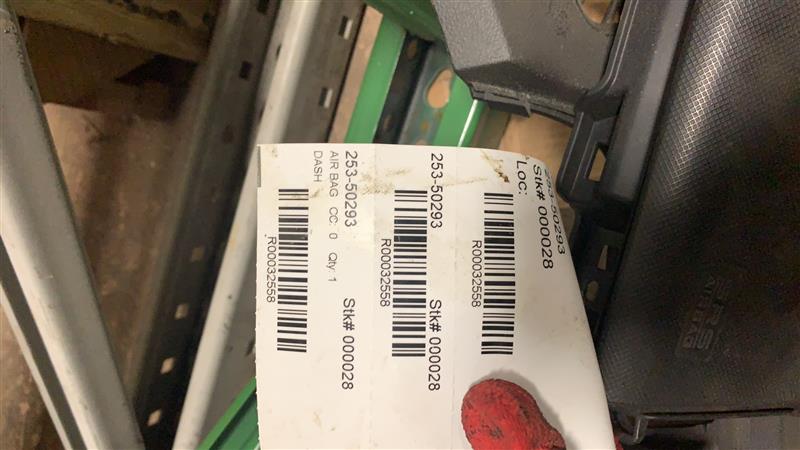 253-50293
Stk# 000028
Loc:
R00032558
253-50293 Stk# 000028
R00032558
253-50293 Stk# 000028
AIR BAG CC: 0 Qty: 1
DASH
R00032558
SRS
AIRBAG